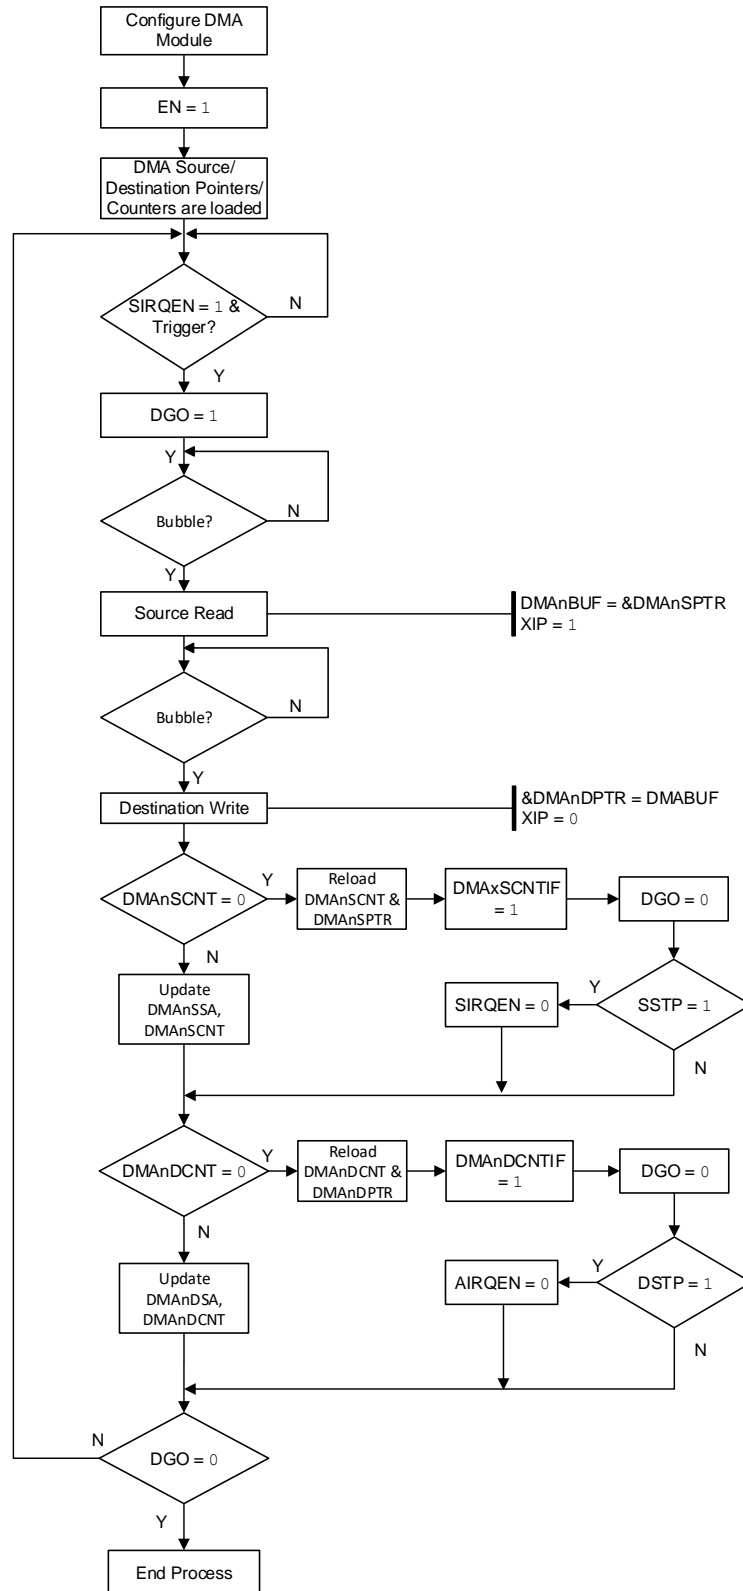 Configure DMA
Module
EN = 1
DMA Source/
Destination Pointers/
Counters are loaded
SIRQEN = 1 &
Trigger?
N
Y
DGO = 1
Y
Bubble?
N
Y
Source Read
DMAnBUF = &DMAnSPTR
XIP = 1
Bubble?
N
Y
Destination Write
&DMAnDPTR = DMABUF
XIP = 0
DMAnSCNT = 0
Y
Reload
DMAnSCNT &
DMAnSPTR
DMAxSCNTIF
= 1
DGO = 0
N
Update
DMAnSSA,
DMAnSCNT
SIRQEN = 0
Y
SSTP = 1
N
DMAnDCNT = 0
Y
Reload
DMAnDCNT &
DMAnDPTR
DMAnDCNTIF
= 1
DGO = 0
N
Update
DMAnDSA,
DMAnDCNT
AIRQEN = 0
Y
DSTP = 1
N
N
DGO = 0
Y
End Process